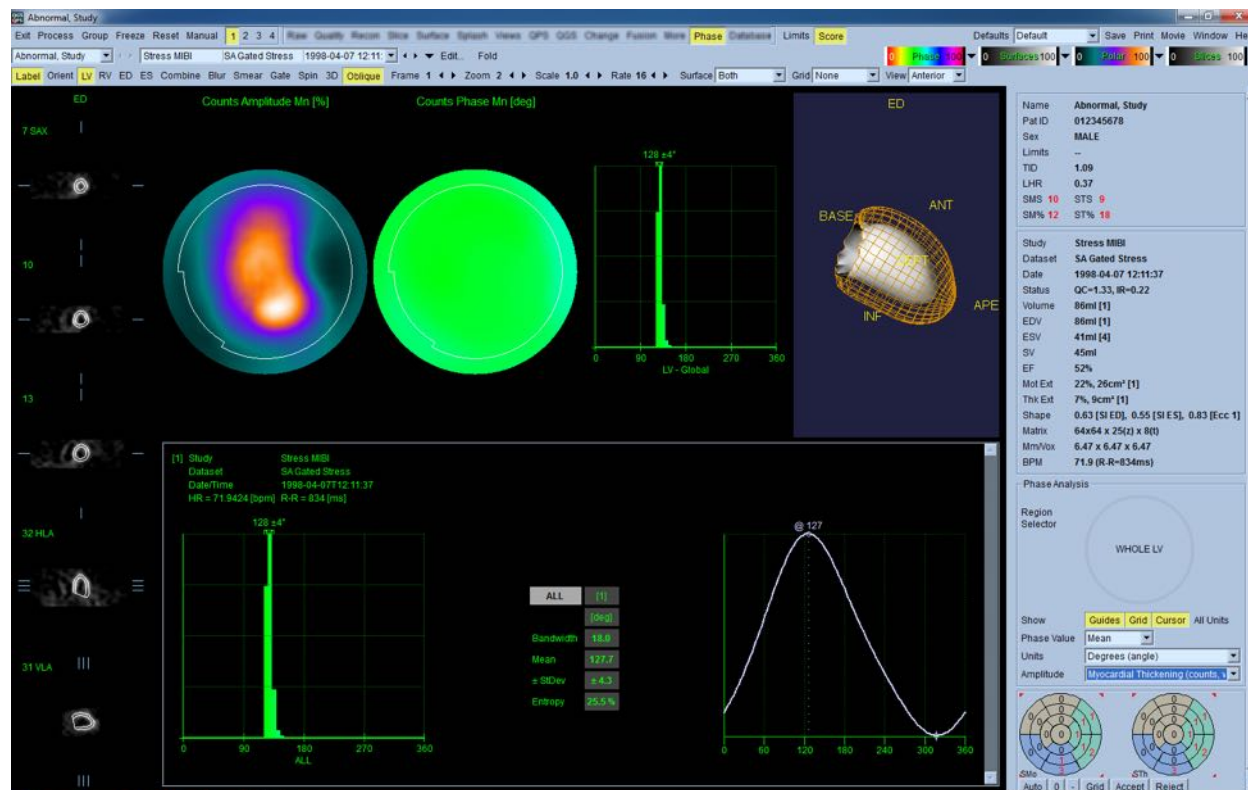 Abnormal, Study
Exit Process Group Freeze Reset Manual 1 2 3 4 Raw Quality Recon Slice Surface Splash Views QPS QGS Change Fusion More Phase Database Limits Score Defaults Default Save Print Movie Window He
Abnormal, Study Stress MIBI SA Gated Stress 1998-04-07 12:11: Edit... Fold 0 Phase 100 0 Surfaces 100 0 Polar 100 0 Slices 100
Label Orient LV RV ED ES Combine Blur Smear Gate Spin 3D Oblique Frame 1 Zoom 2 Scale 1.0 Rate 16 Surface Both Grid None View Anterior
ED
7 SAX
10
13
32 HLA
31 VLA
Counts Amplitude Mn [%]
Counts Phase Mn [deg]
128 ±4°
0 90 180 270 360
LV - Global
ED
BASE
ANT
SEPT
INF
APE
[1] Study Stress MIBI
Dataset SA Gated Stress
Date/Time 1998-04-07T12:11:37
HR = 71.9424 [bpm] R-R = 834 [ms]
128 ±4°
0 90 180 270 360
ALL
ALL [1]
[deg]
Bandwidth 18.0
Mean 127.7
± StDev ± 4.3
Entropy 25.5 %
@ 127
0 60 120 180 240 300 360
Name Abnormal, Study
Pat ID 012345678
Sex MALE
Limits --
TID 1.09
LHR 0.37
SMS 10 STS 9
SM% 12 ST% 18
Study Stress MIBI
Dataset SA Gated Stress
Date 1998-04-07 12:11:37
Status QC=1.33, IR=0.22
Volume 86ml [1]
EDV 86ml [1]
ESV 41ml [4]
SV 45ml
EF 52%
Mot Ext 22%, 26cm² [1]
Thk Ext 7%, 9cm² [1]
Shape 0.63 [SI ED], 0.55 [SI ES], 0.83 [Ecc 1]
Matrix 64x64 x 25(z) x 8(t)
Mm/Vox 6.47 x 6.47 x 6.47
BPM 71.9 (R-R=834ms)
Phase Analysis
Region
Selector
WHOLE LV
Show Guides Grid Cursor All Units
Phase Value Mean
Units Degrees (angle)
Amplitude Myocardial Thickening (counts,
SMo
STh
Auto 0 - Grid Accept Reject